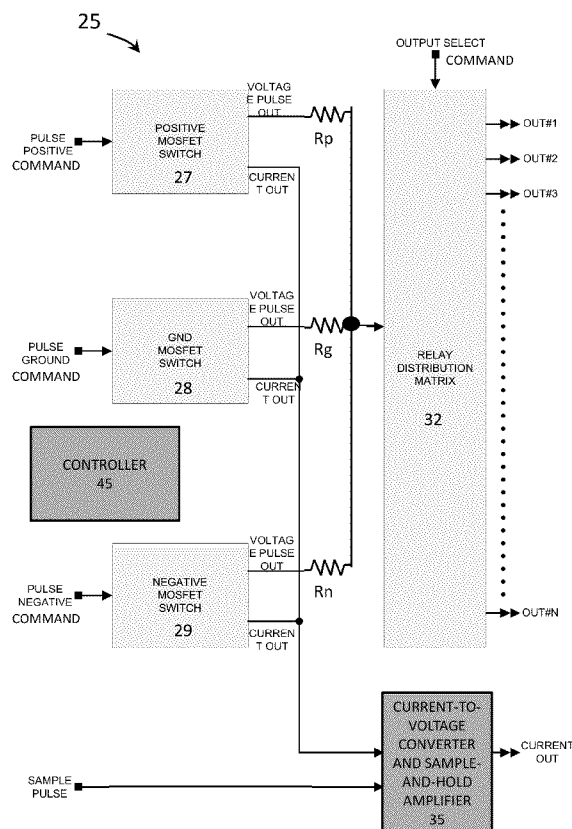 25
OUTPUT SELECT
COMMAND
VOLTAG
E PULSE
OUT
POSITIVE
MOSFET
SWITCH
27
PULSE
POSITIVE
COMMAND
Rp
CURREN
T OUT
OUT#1
OUT#2
OUT#3
VOLTAG
E PULSE
OUT
GND
MOSFET
SWITCH
28
PULSE
GROUND
COMMAND
Rg
CURREN
T OUT
RELAY
DISTRIBUTION
MATRIX
32
CONTROLLER
45
VOLTAG
E PULSE
OUT
NEGATIVE
MOSFET
SWITCH
29
PULSE
NEGATIVE
COMMAND
Rn
CURREN
T OUT
OUT#N
CURRENT-TO-
VOLTAGE
CONVERTER
AND SAMPLE-
AND-HOLD
AMPLIFIER
35
CURRENT
OUT
SAMPLE
PULSE